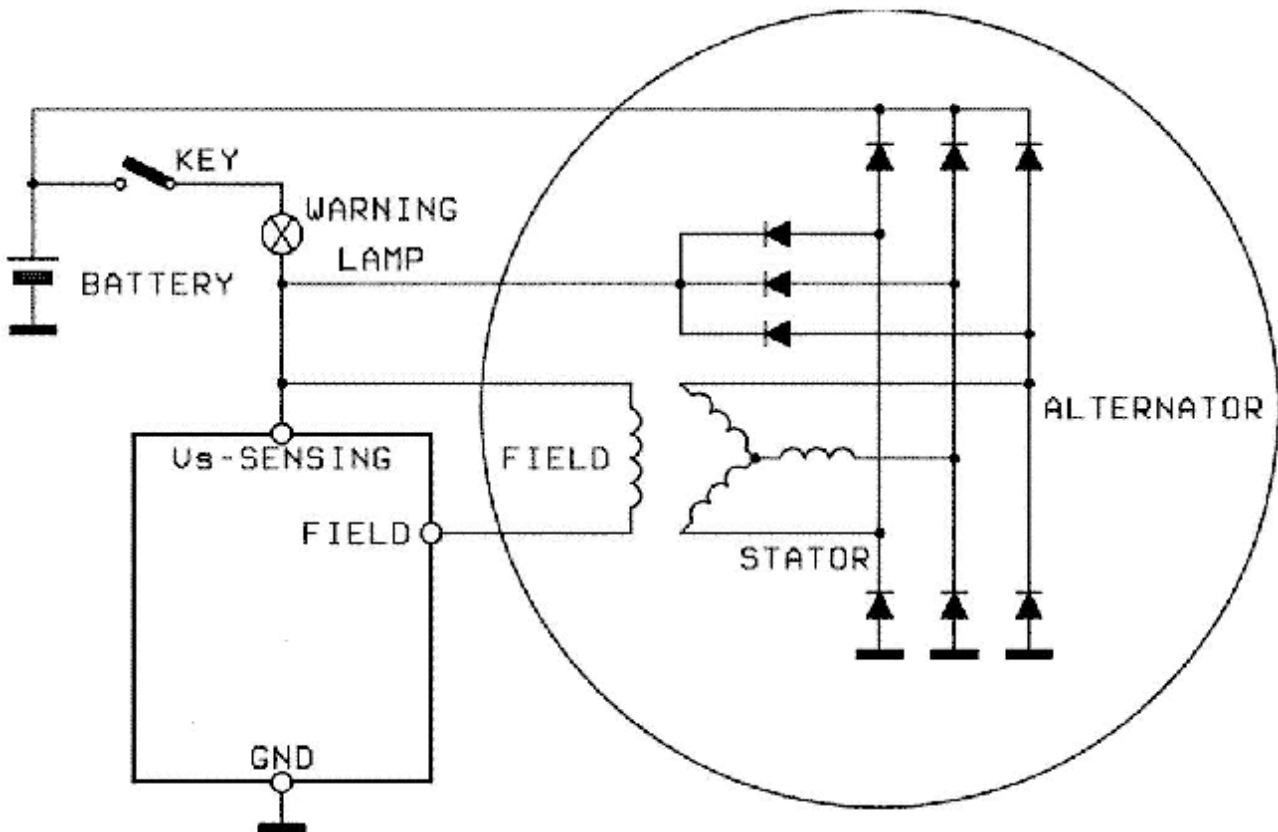 KEY
WARNING
LAMP
BATTERY
ALTERNATOR
Vs-SENSING
FIELD
FIELD
STATOR
GND